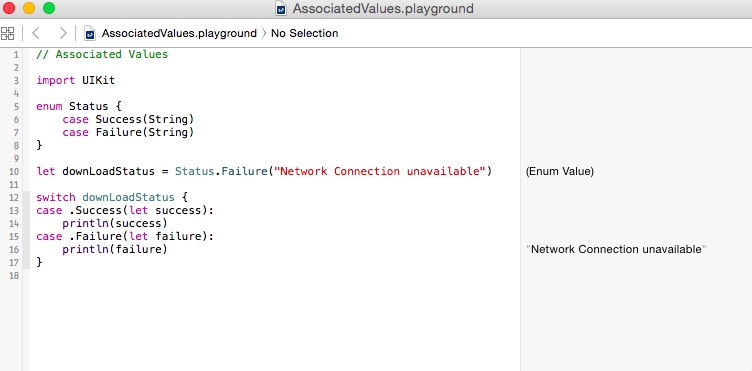 AssociatedValues.playground
AssociatedValues.playground › No Selection
1 // Associated Values
2
3 import UIKit
4
5 enum Status {
6     case Success(String)
7     case Failure(String)
8 }
9
10 let downLoadStatus = Status.Failure("Network Connection unavailable") (Enum Value)
11
12 switch downLoadStatus {
13 case .Success(let success):
14     println(success)
15 case .Failure(let failure):
16     println(failure) "Network Connection unavailable"
17 }
18